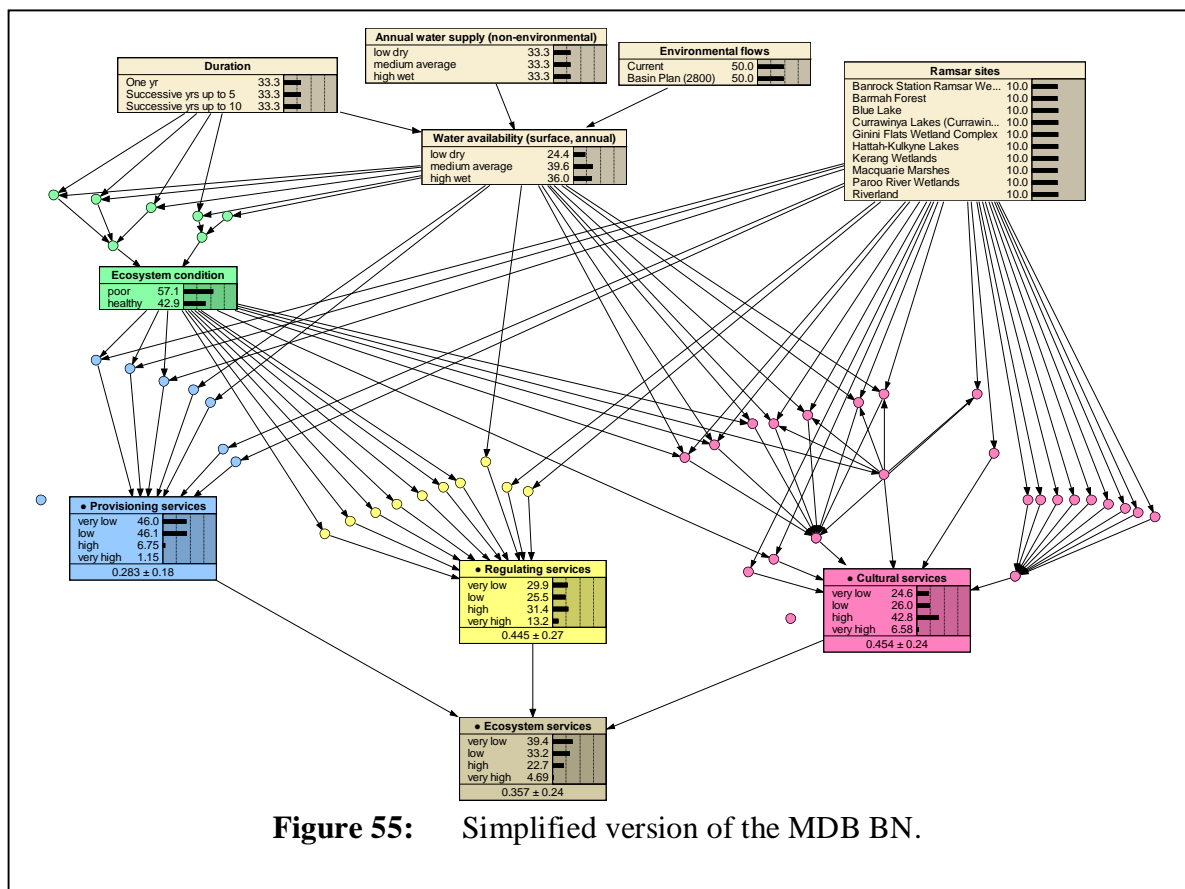 Annual water supply (non-environmental)
low dry 33.3
medium average 33.3
high wet 33.3
Environmental flows
Current 50.0
Basin Plan (2800) 50.0
Duration
One yr 33.3
Successive yrs up to 5 33.3
Successive yrs up to 10 33.3
Ramsar sites
Banrock Station Ramsar We... 10.0
Barmah Forest 10.0
Blue Lake 10.0
Currawinya Lakes (Currawin... 10.0
Ginini Flats Wetland Complex 10.0
Hattah-Kulkyne Lakes 10.0
Kerang Wetlands 10.0
Macquarie Marshes 10.0
Paroo River Wetlands 10.0
Riverland 10.0
Water availability (surface, annual)
low dry 24.4
medium average 39.6
high wet 36.0
Ecosystem condition
poor 57.1
healthy 42.9
● Provisioning services
very low 46.0
low 46.1
high 6.75
very high 1.15
0.283 ± 0.18
● Regulating services
very low 29.9
low 25.5
high 31.4
very high 13.2
0.445 ± 0.27
● Cultural services
very low 24.6
low 26.0
high 42.8
very high 6.58
0.454 ± 0.24
● Ecosystem services
very low 39.4
low 33.2
high 22.7
very high 4.69
0.357 ± 0.24
Figure 55: Simplified version of the MDB BN.